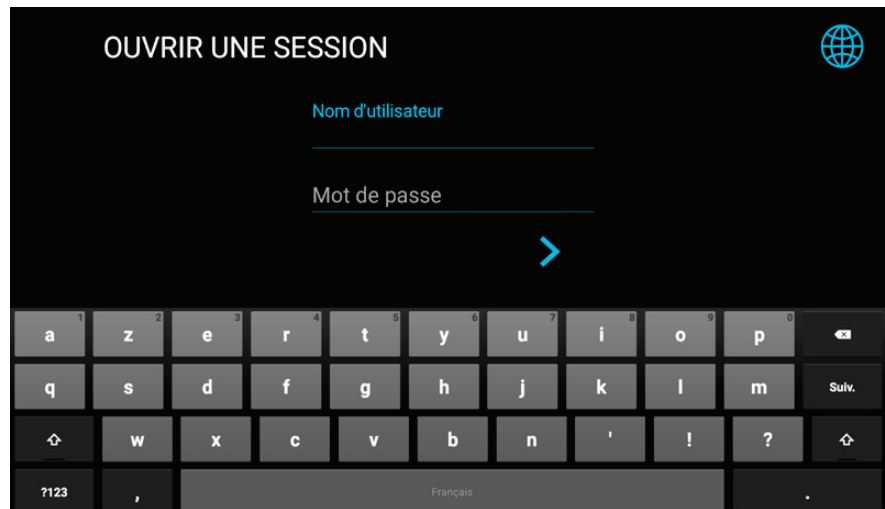 OUVRIR UNE SESSION
Nom d'utilisateur
Mot de passe
1 2 3 4 5 6 7 8 9 0
a z e r t y u i o p
q s d f g h j k l m Suiv.
w x c v b n ' ! ?
?123 , Français .